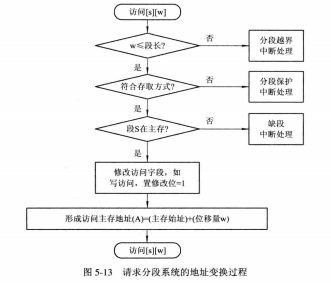 访问[s][w]
w≤段长?
否
分段越界
中断处理
是
符合存取方式?
否
分段保护
中断处理
是
段S在主存?
否
缺段
中断处理
是
修改访问字段,如
写访问,置修改位=1
形成访问主存地址(A)=(主存始址)+(位移量w)
访问[s][w]
图 5-13 请求分段系统的地址变换过程